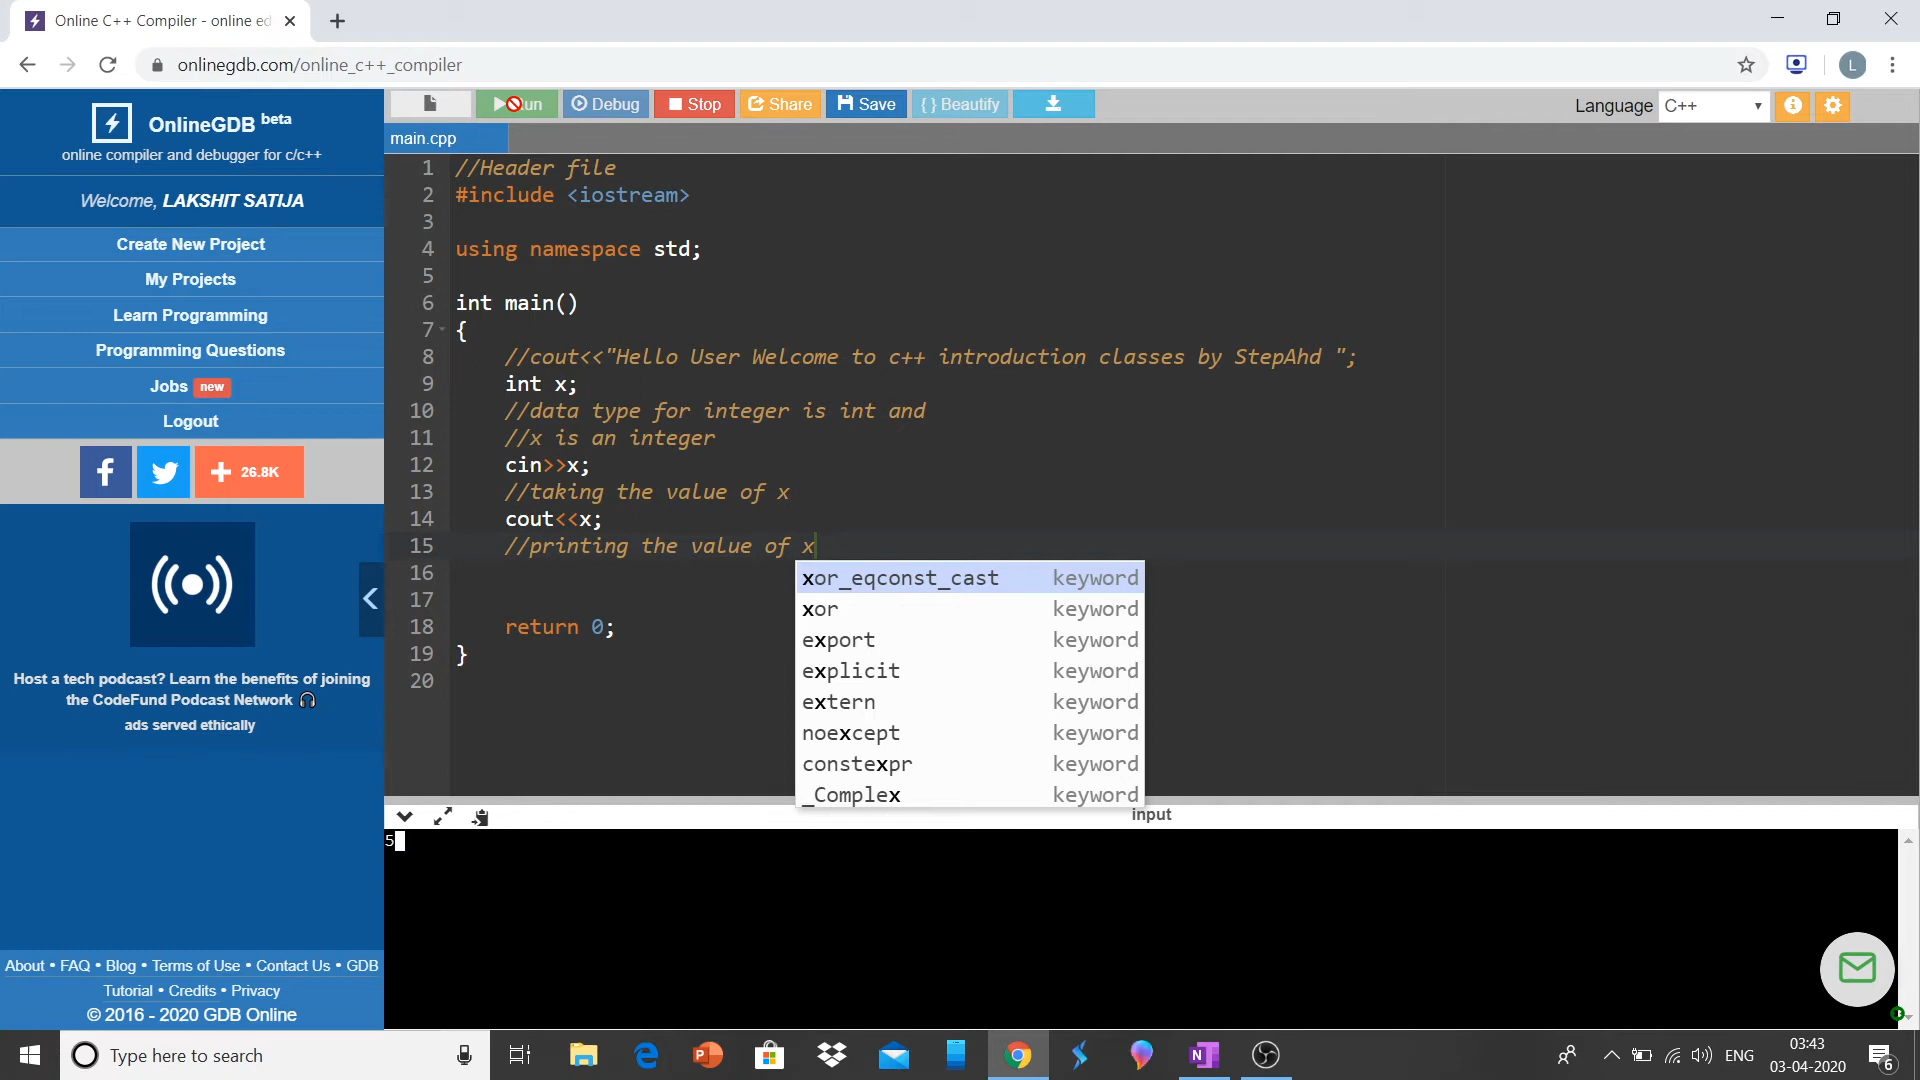 Online C++ Compiler - online ed
onlinegdb.com/online_c++_compiler
L
OnlineGDB beta
online compiler and debugger for c/c++
Welcome, LAKSHIT SATIJA
Create New Project
My Projects
Learn Programming
Programming Questions
Jobs new
Logout
f + 26.8K
Host a tech podcast? Learn the benefits of joining
the CodeFund Podcast Network
ads served ethically
About • FAQ • Blog • Terms of Use • Contact Us • GDB
Tutorial • Credits • Privacy
© 2016 - 2020 GDB Online
un Debug Stop Share Save { } Beautify
Language C++
main.cpp
1 //Header file
2 #include <iostream>
3
4 using namespace std;
5
6 int main()
7 {
8 //cout<<"Hello User Welcome to c++ introduction classes by StepAhd ";
9 int x;
10 //data type for integer is int and
11 //x is an integer
12 cin>>x;
13 //taking the value of x
14 cout<<x;
15 //printing the value of x
16
17
18 return 0;
19 }
20
xor_eqconst_cast keyword
xor keyword
export keyword
explicit keyword
extern keyword
noexcept keyword
constexpr keyword
_Complex keyword
input
5
Type here to search
ENG
03:43
03-04-2020
6